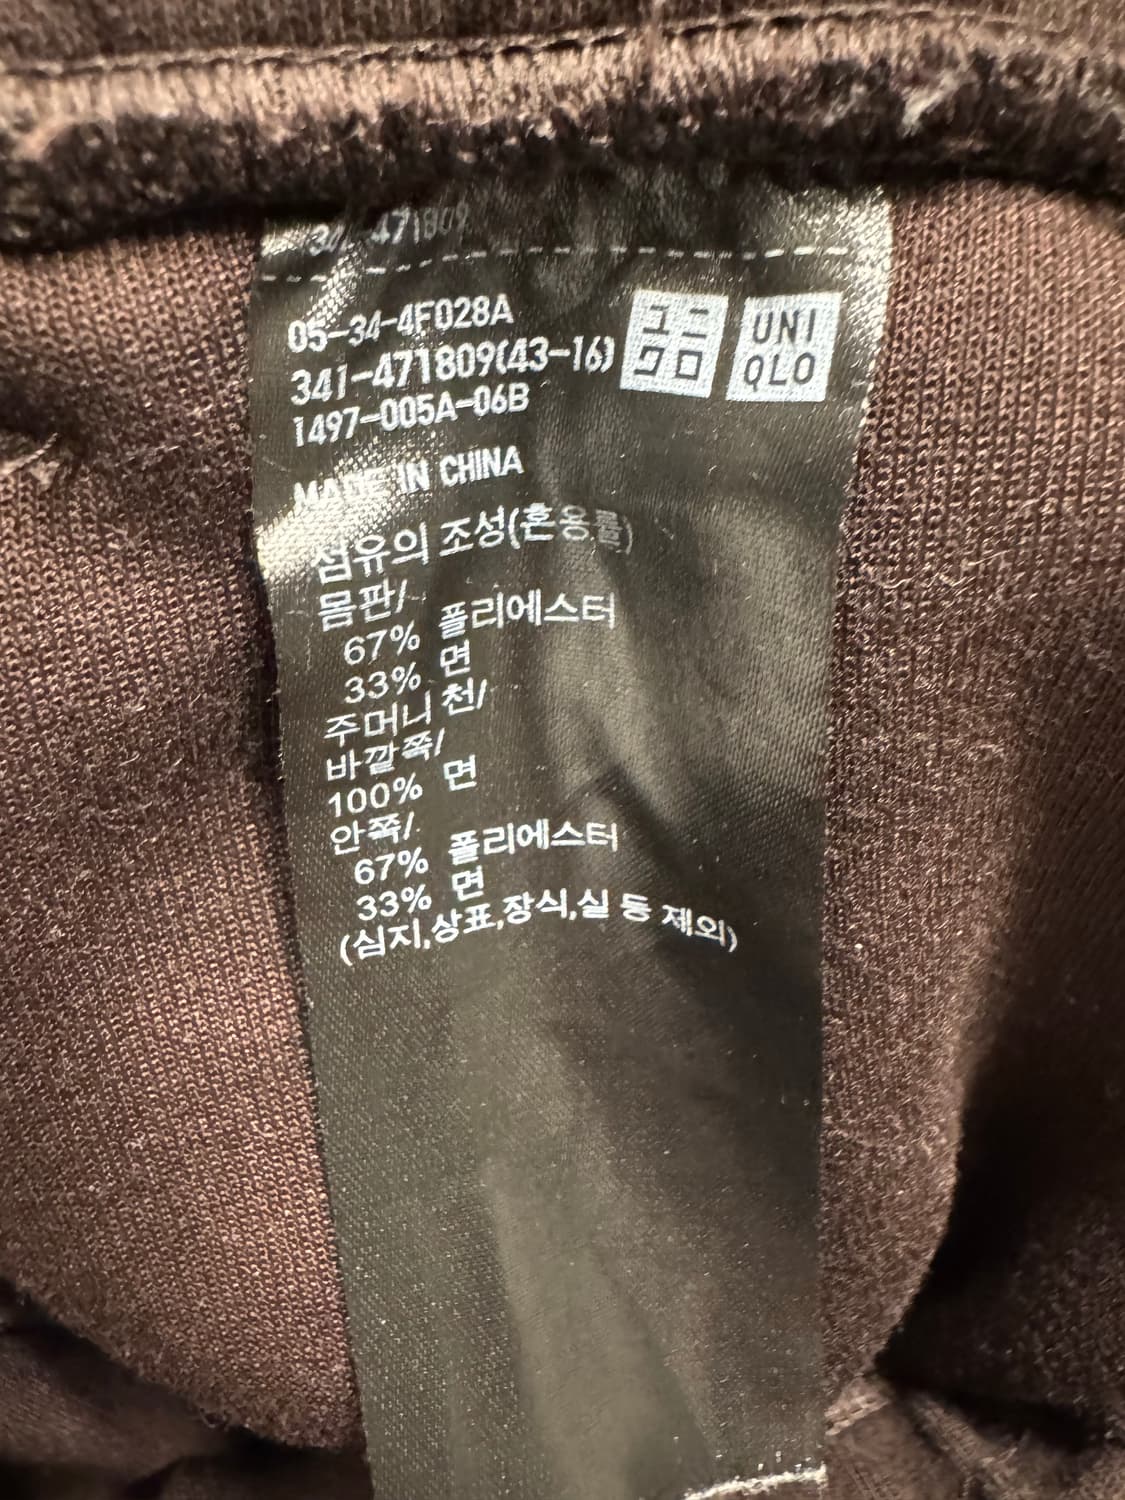 471809
05-34-4F028A
341-471809(43-16)
1497-005A-06B
ユニ
クロ
UNI
QLO
MADE IN CHINA
섬유의 조성(혼용률)
몸판/
67% 폴리에스터
33% 면
주머니 천/
바깥쪽/
100% 면
안쪽/
67% 폴리에스터
33% 면
(심지,상표,장식,실 등 제외)